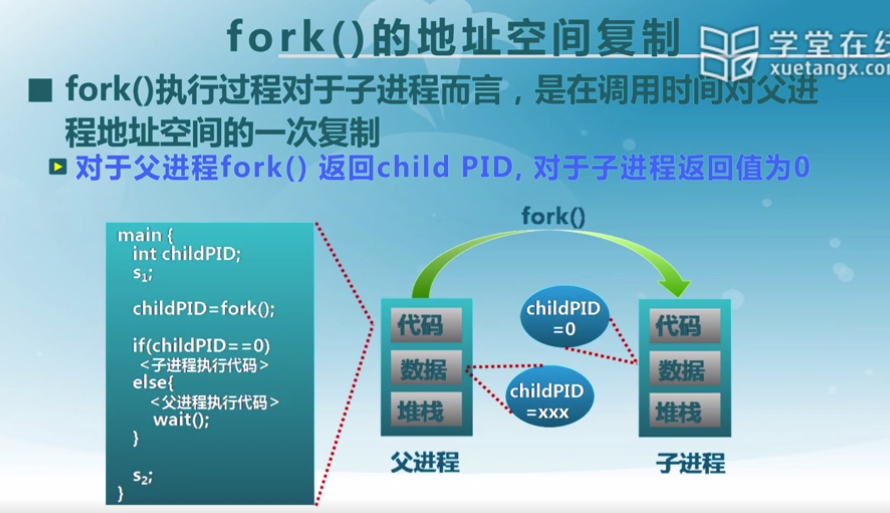 fork()的地址空间复制
学堂在线
xuetangx.com
fork()执行过程对于子进程而言，是在调用时间对父进
程地址空间的一次复制
对于父进程fork() 返回child PID, 对于子进程返回值为0
fork()
main {
int childPID;
s₁;
childPID=fork();
if(childPID==0)
<子进程执行代码>
else{
<父进程执行代码>
wait();
}
s₂;
}
代码
数据
堆栈
父进程
childPID
=0
childPID
=xxx
代码
数据
堆栈
子进程